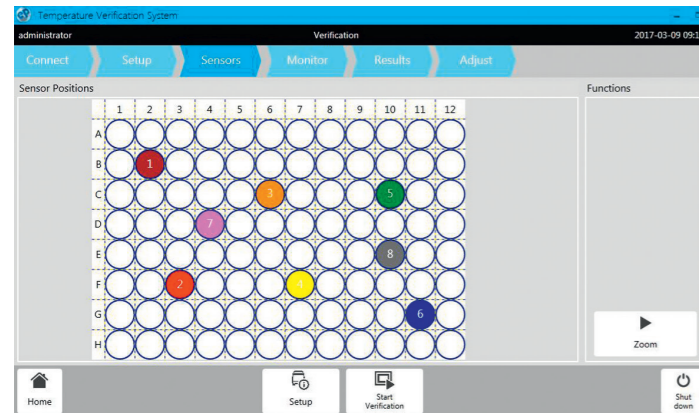 Temperature Verification System
administrator Verification 2017-03-09 09:1
Connect Setup Sensors Monitor Results Adjust
Sensor Positions Functions
1 2 3 4 5 6 7 8 9 10 11 12
A
B 1
C 3 5
D 7
E 8
F 2 4
G 6
H
Zoom
Home Setup Start Verification Shut down